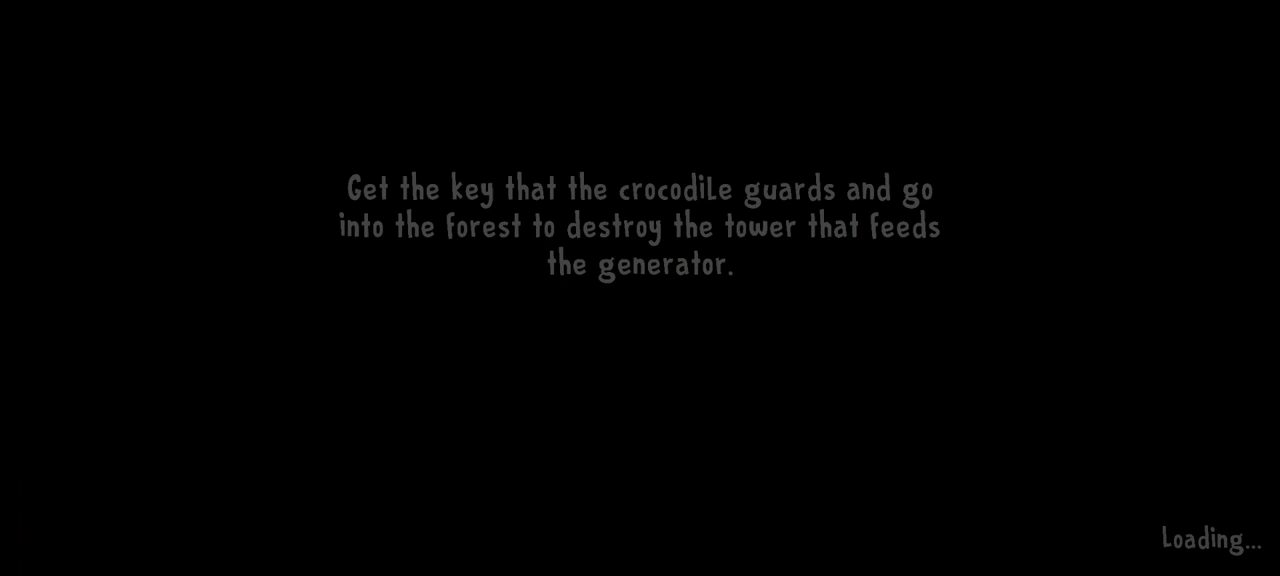 Get the key that the crocodile guards and go
into the forest to destroy the tower that feeds
the generator.
Loading...